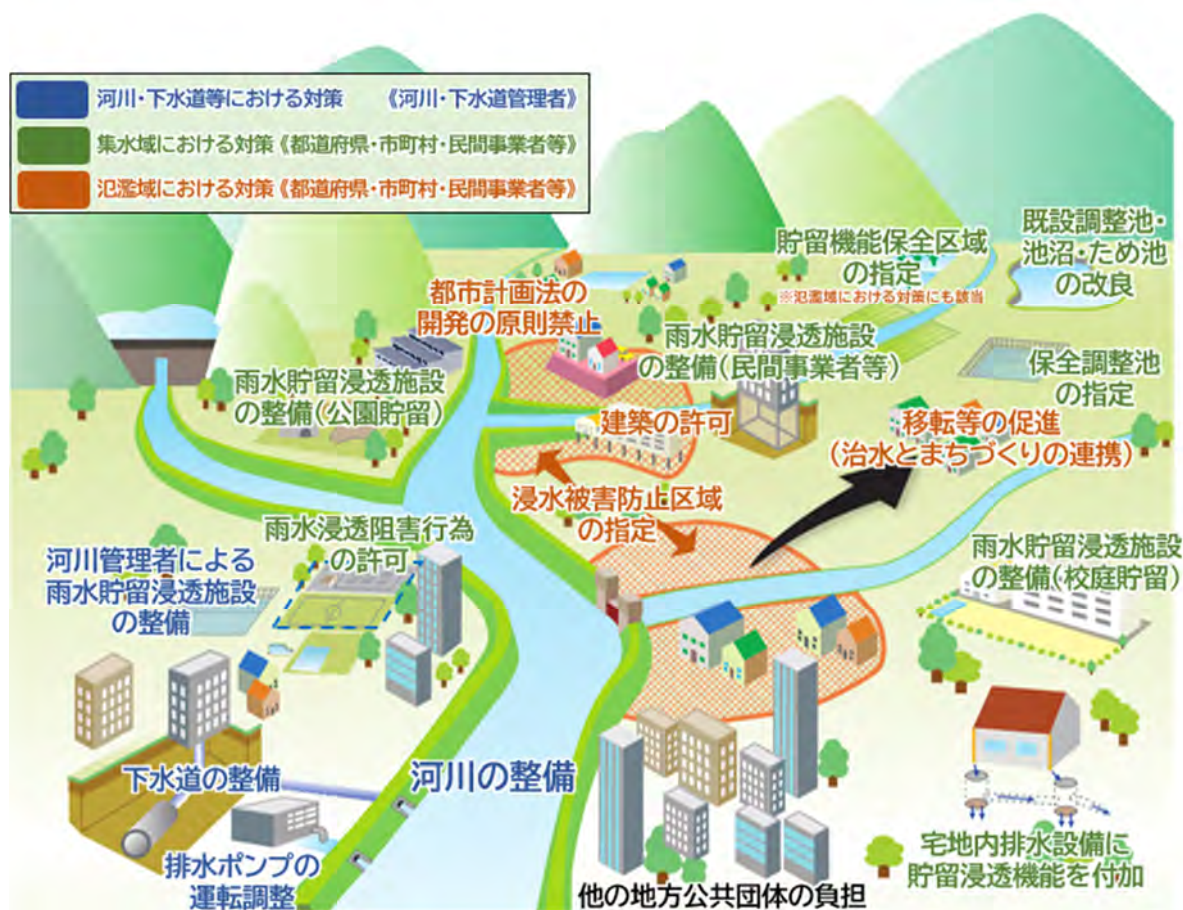 河川・下水道等における対策 《河川・下水道管理者》
集水域における対策《都道府県・市町村・民間事業者等》
氾濫域における対策《都道府県・市町村・民間事業者等》
貯留機能保全区域
の指定
※氾濫域における対策にも該当
既設調整池・
池沼・ため池
の改良
都市計画法の
開発の原則禁止
雨水貯留浸透施設
の整備(民間事業者等)
保全調整池
の指定
雨水貯留浸透施設
の整備(公園貯留)
建築の許可
移転等の促進
(治水とまちづくりの連携)
浸水被害防止区域
の指定
雨水浸透阻害行為
の許可
河川管理者による
雨水貯留浸透施設
の整備
雨水貯留浸透施設
の整備(校庭貯留)
下水道の整備
河川の整備
排水ポンプの
運転調整
宅地内排水設備に
貯留浸透機能を付加
他の地方公共団体の負担